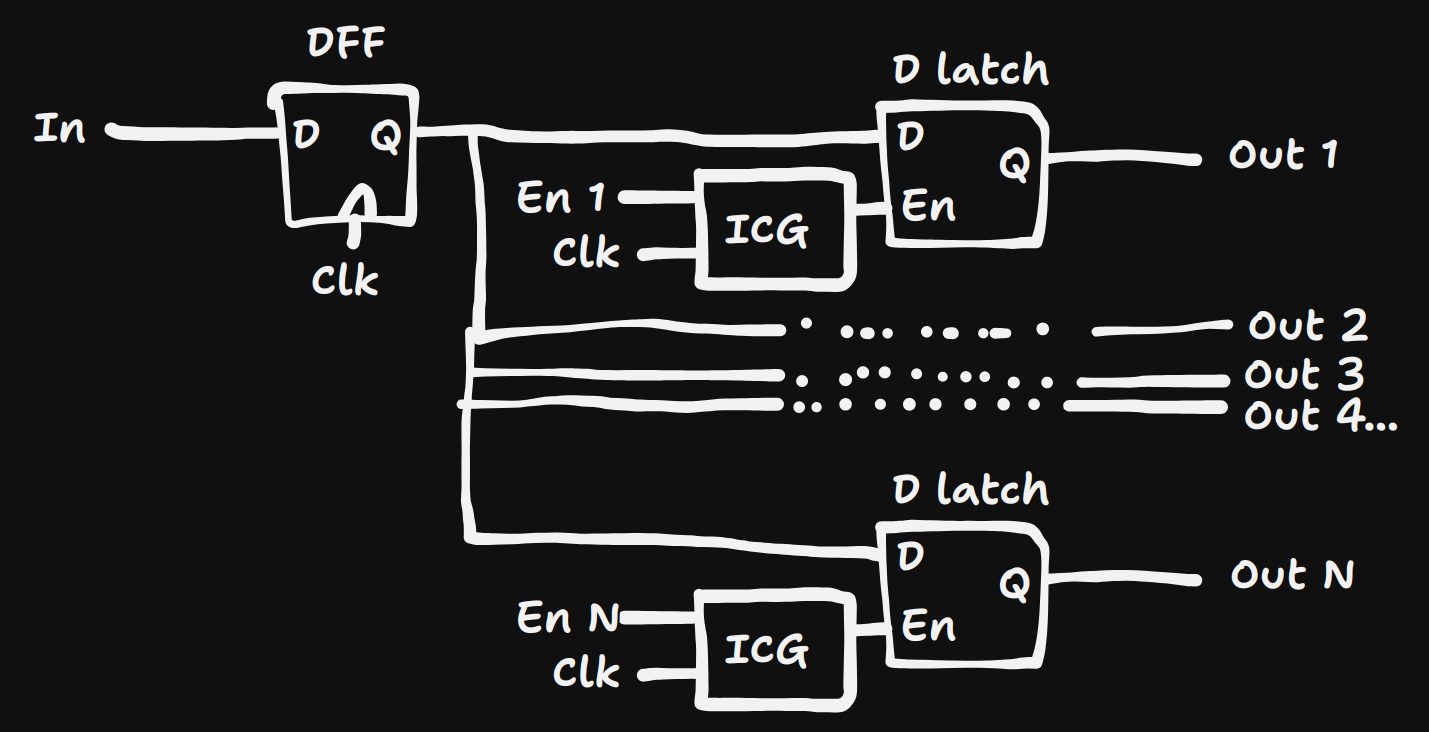 DFF
D latch
In
D
Q
D
Q
Out 1
En 1
ICG
En
Clk
Clk
Out 2
Out 3
Out 4...
D latch
D
Q
Out N
En N
ICG
En
Clk